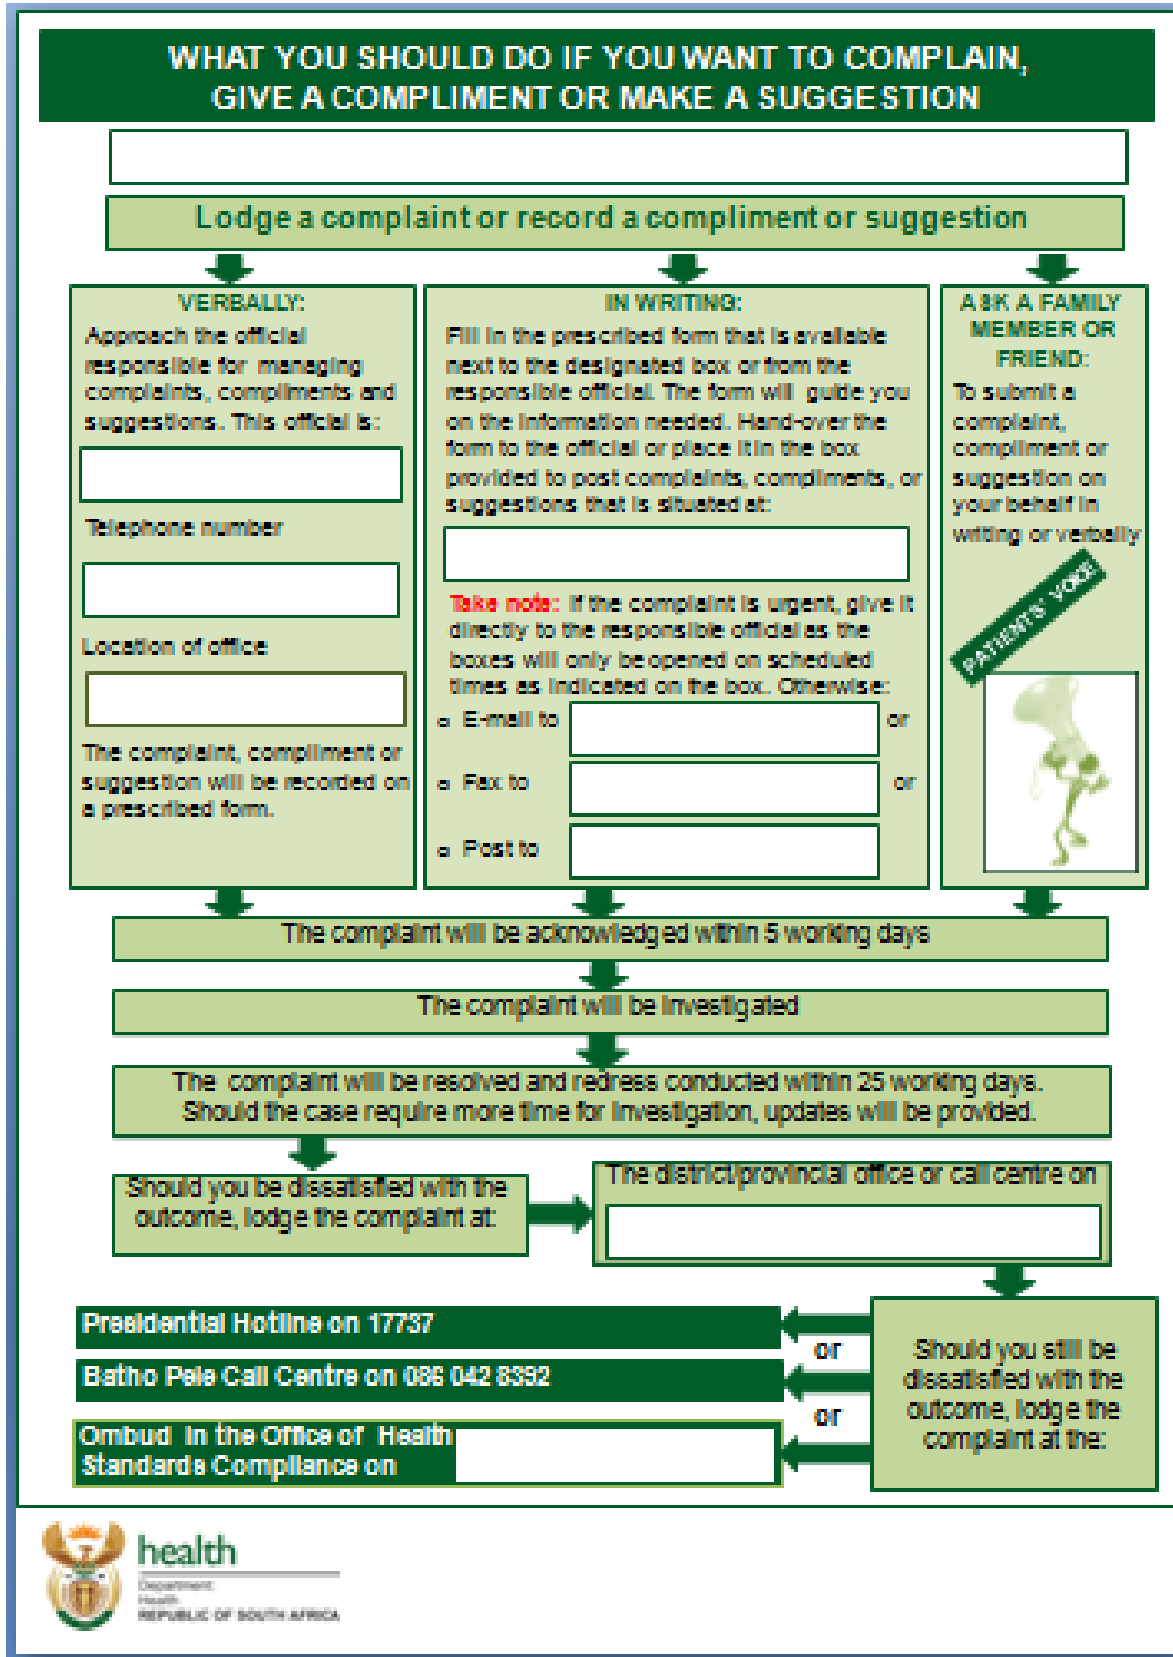 WHAT YOU SHOULD DO IF YOU WANT TO COMPLAIN,
GIVE A COMPLIMENT OR MAKE A SUGGESTION
Lodge a complaint or record a compliment or suggestion
VERBALLY:
Approach the official
responsible for managing
complaints, compliments and
suggestions. This official is:
Telephone number
Location of office
The complaint, compliment or
suggestion will be recorded on
a prescribed form.
IN WRITING:
Fill in the prescribed form that is available
next to the designated box or from the
responsible official. The form will guide you
on the information needed. Hand-over the
form to the official or place it in the box
provided to post complaints, compliments, or
suggestions that is situated at:
Take note: If the complaint is urgent, give it
directly to the responsible official as the
boxes will only be opened on scheduled
times as indicated on the box. Otherwise:
E-mail to
or
Fax to
or
Post to
ASK A FAMILY
MEMBER OR
FRIEND:
To submit a
complaint,
compliment or
suggestion on
your behalf in
writing or verbally
PATIENTS' VOICE
The complaint will be acknowledged within 5 working days
The complaint will be investigated
The complaint will be resolved and redress conducted within 25 working days.
Should the case require more time for investigation, updates will be provided.
Should you be dissatisfied with the
outcome, lodge the complaint at:
The district/provincial office or call centre on
Should you still be
dissatisfied with the
outcome, lodge the
complaint at the:
Presidential Hotline on 17737
or
Batho Pele Call Centre on 086 042 8392
or
Ombud in the Office of Health
Standards Compliance on
health
Department:
Health
REPUBLIC OF SOUTH AFRICA